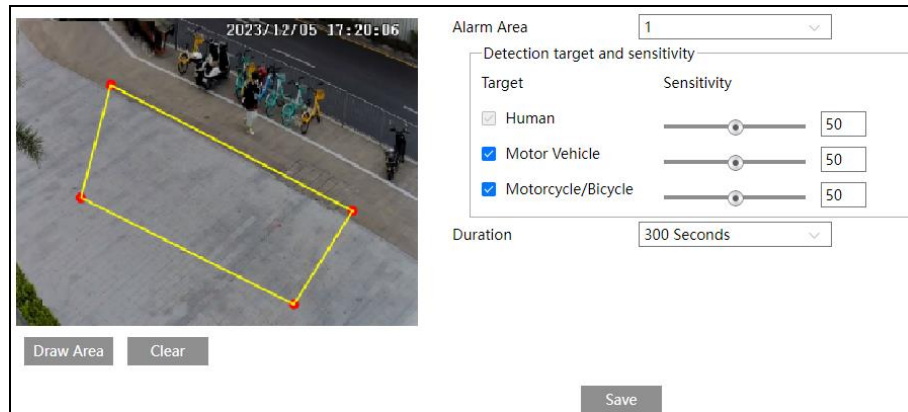 2023/12/05 17:20:06
Alarm Area 1
Detection target and sensitivity
Target Sensitivity
Human 50
Motor Vehicle 50
Motorcycle/Bicycle 50
Duration 300 Seconds
Draw Area Clear
Save